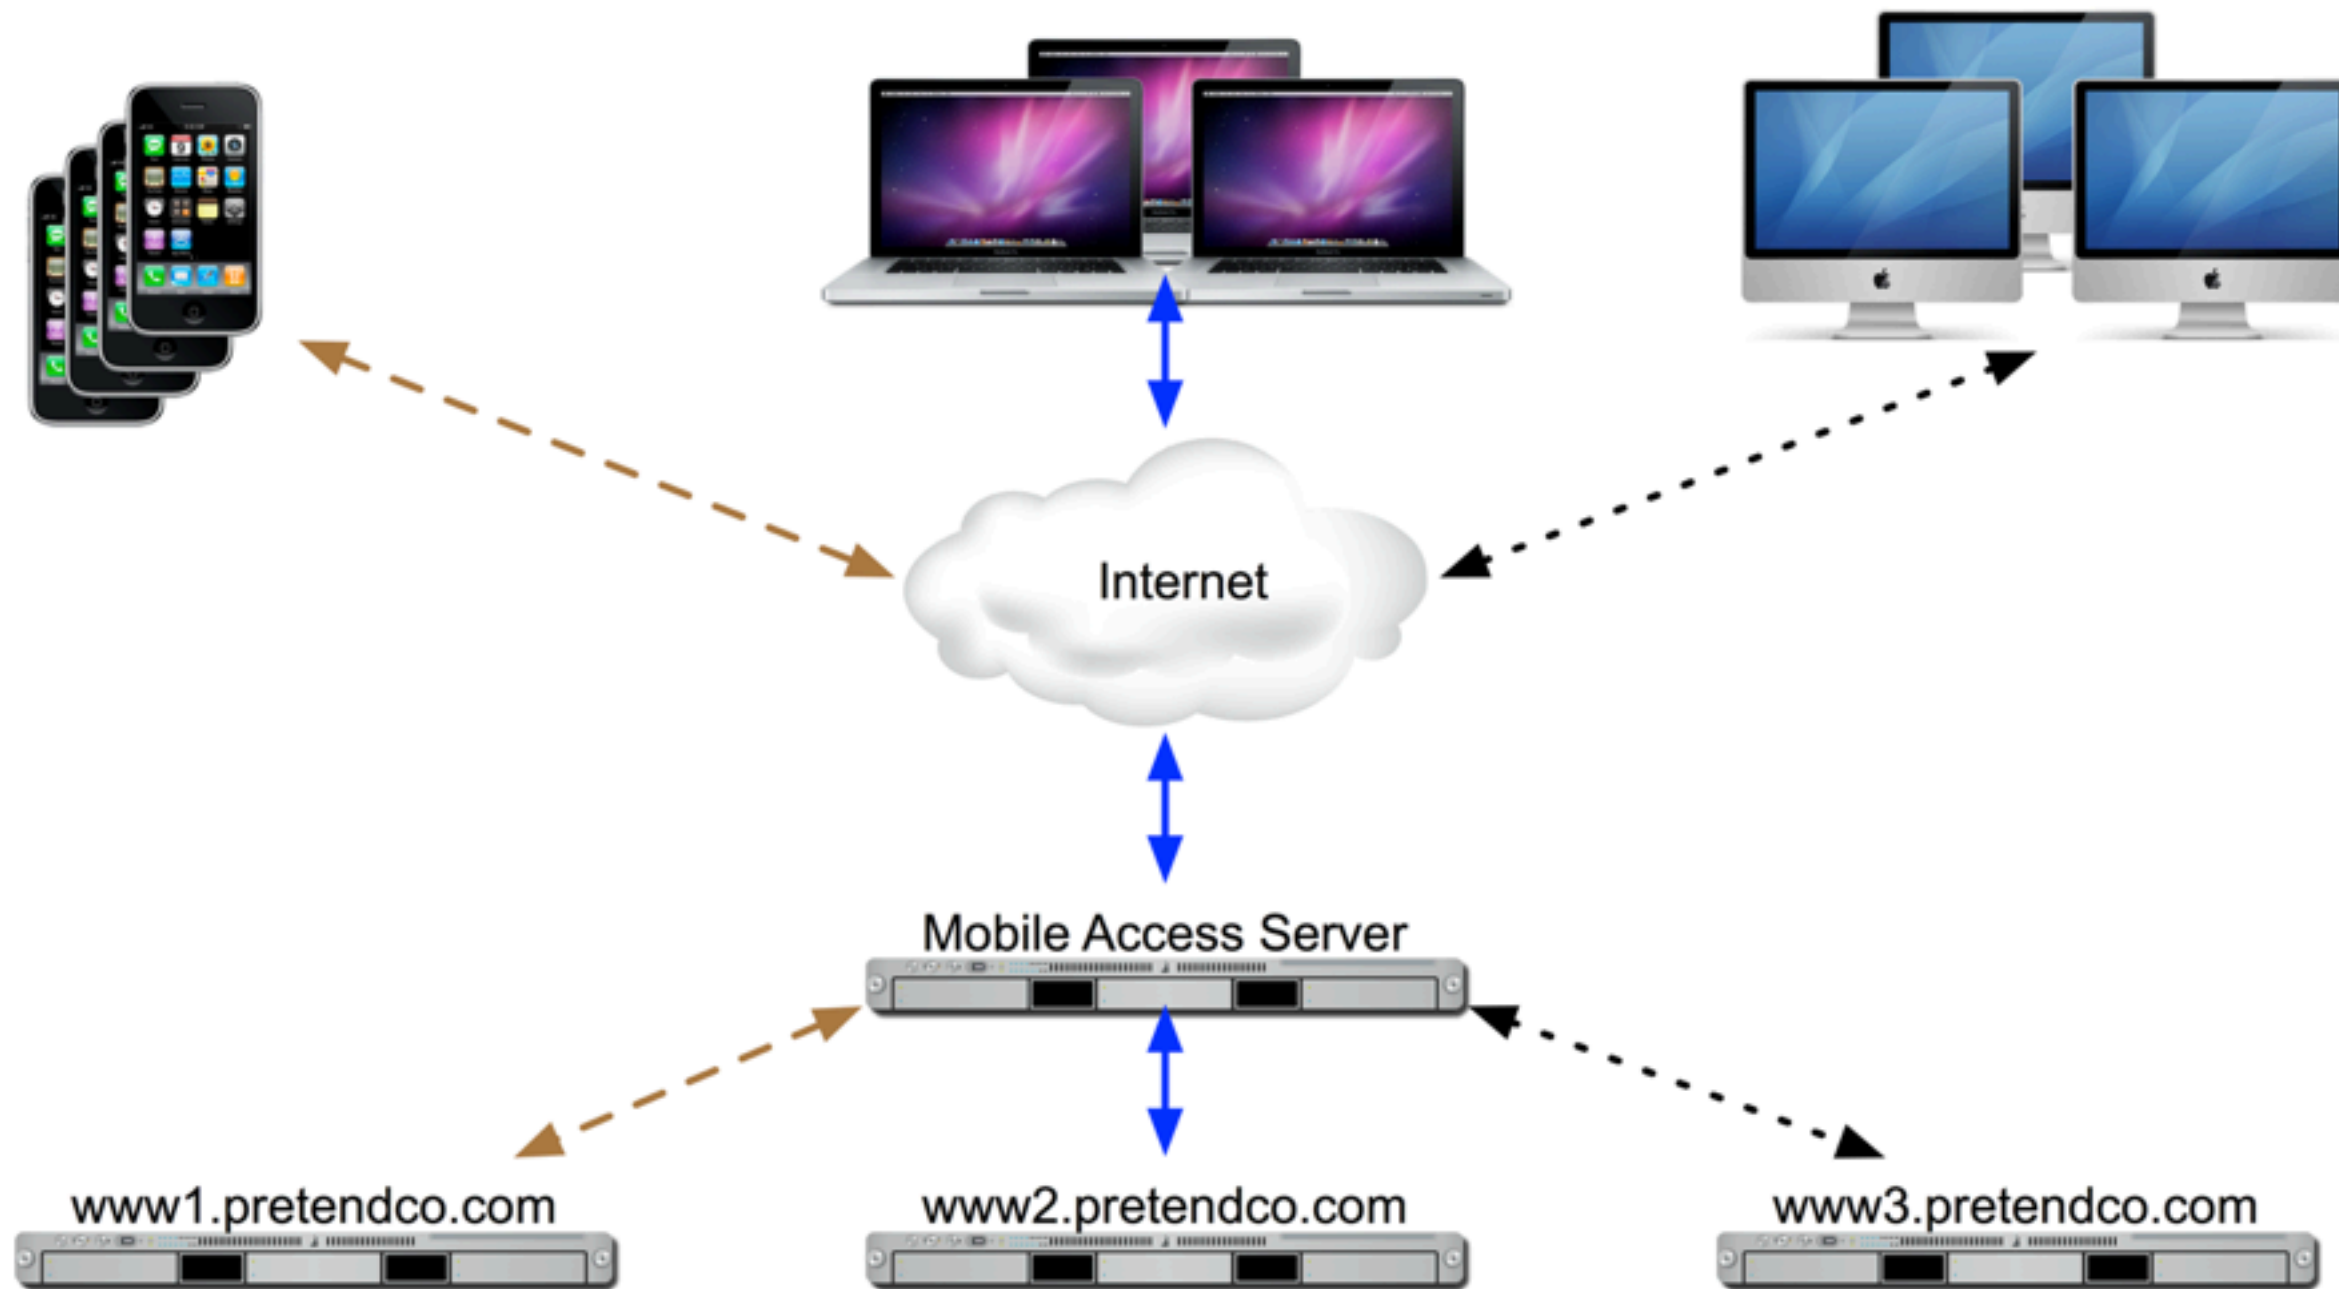 Internet
Mobile Access Server
www1.pretendco.com
www2.pretendco.com
www3.pretendco.com